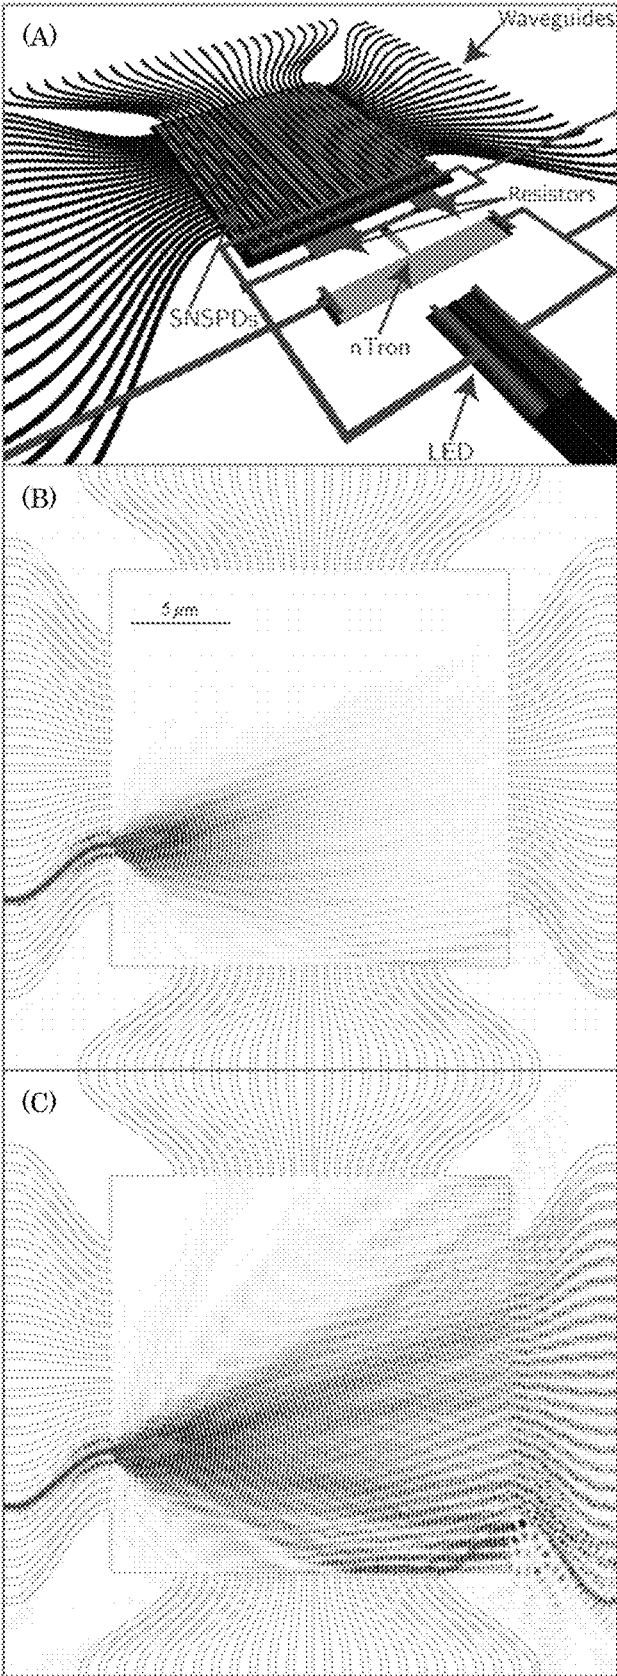 (A)
Waveguides
Resistors
SNSPDs
nTron
LED
(B)
5 μm
(C)